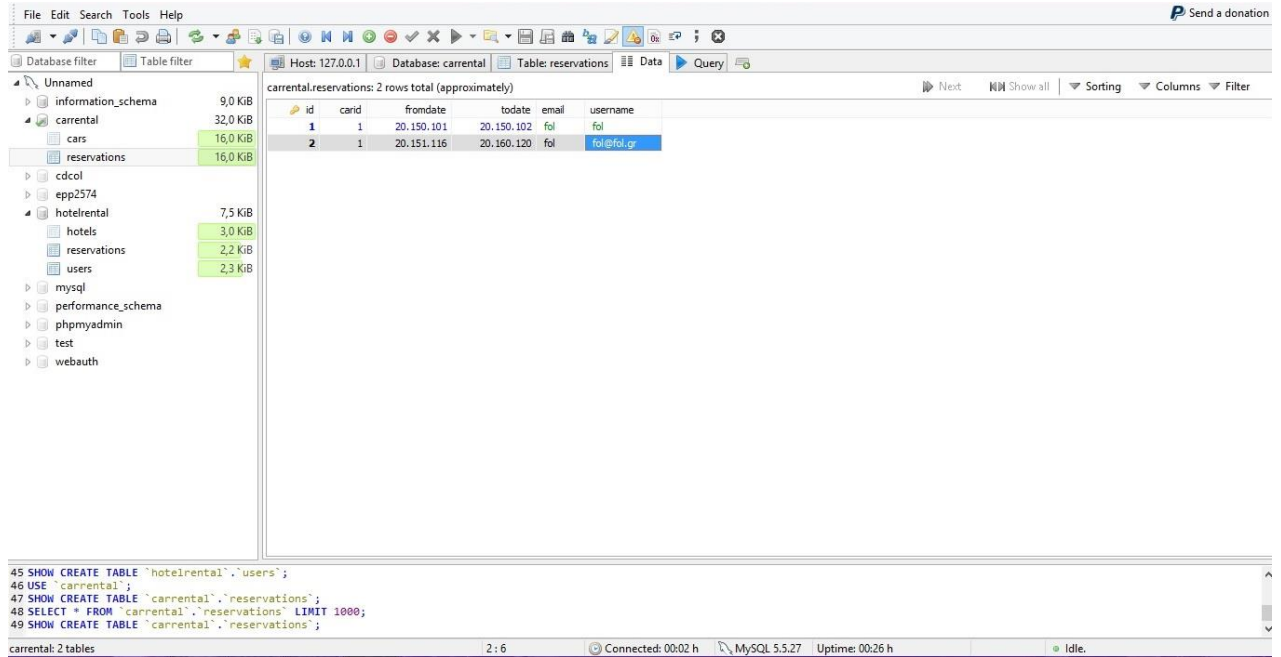 File Edit Search Tools Help
Send a donation
Database filter Table filter
Host: 127.0.0.1 Database: carrental Table: reservations Data Query
Unnamed
information_schema 9,0 KiB
carrental 32,0 KiB
cars 16,0 KiB
reservations 16,0 KiB
cdcol
epp2574
hotelrental 7,5 KiB
hotels 3,0 KiB
reservations 2,2 KiB
users 2,3 KiB
mysql
performance_schema
phpmyadmin
test
webauth
carrental.reservations: 2 rows total (approximately)
Next Show all Sorting Columns Filter
id carid fromdate todate email username
1 1 20.150.101 20.150.102 fol fol
2 1 20.151.116 20.160.120 fol fol@fol.gr
45 SHOW CREATE TABLE `hotelrental`.`users`;
46 USE `carrental`;
47 SHOW CREATE TABLE `carrental`.`reservations`;
48 SELECT * FROM `carrental`.`reservations` LIMIT 1000;
49 SHOW CREATE TABLE `carrental`.`reservations`;
carrental: 2 tables 2 : 6 Connected: 00:02 h MySQL 5.5.27 Uptime: 00:26 h Idle.